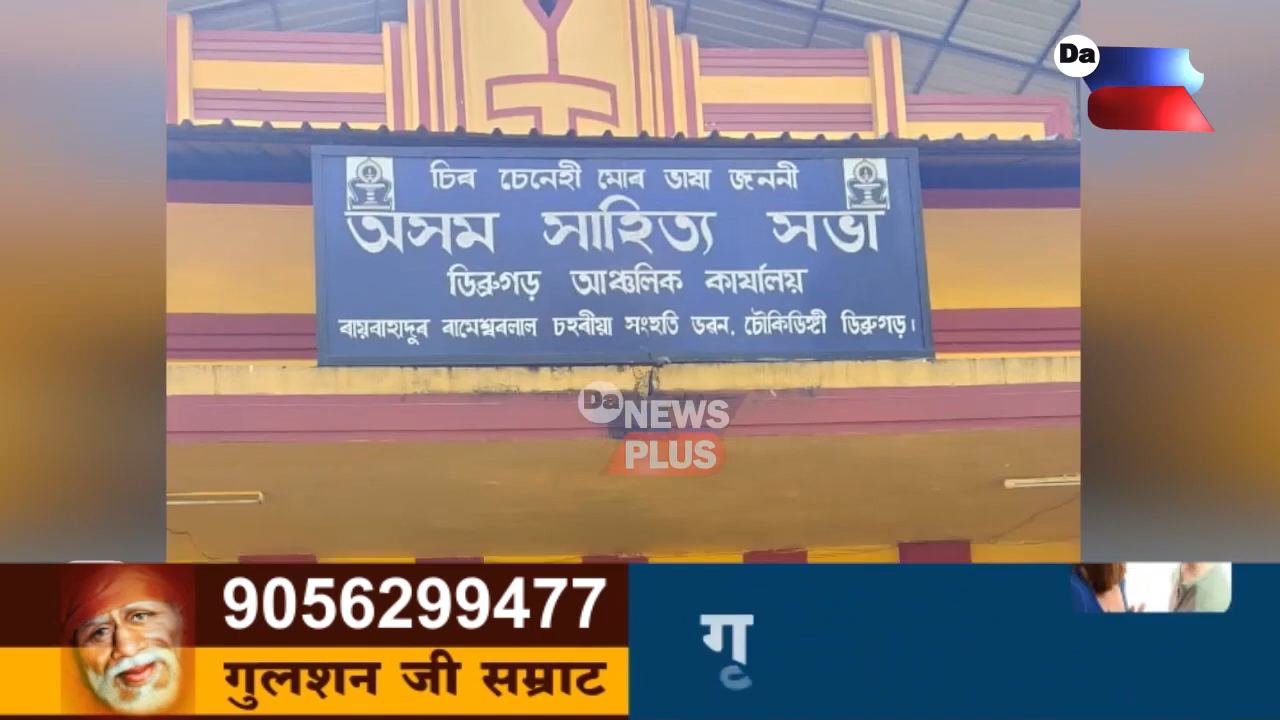 Da
চিৰ চেনেহী মোৰ ভাষা জননী
অসম সাহিত্য সভা
ডিব্ৰুগড় আঞ্চলিক কাৰ্যালয়
ৰায়বাহাদুৰ ৰামেশ্বৰলাল চহৰীয়া সংহতি ভৱন, চৌকিডিঙ্গী ডিব্ৰুগড়।
Da NEWS
PLUS
9056299477
गुलशन जी सम्राट
गृ